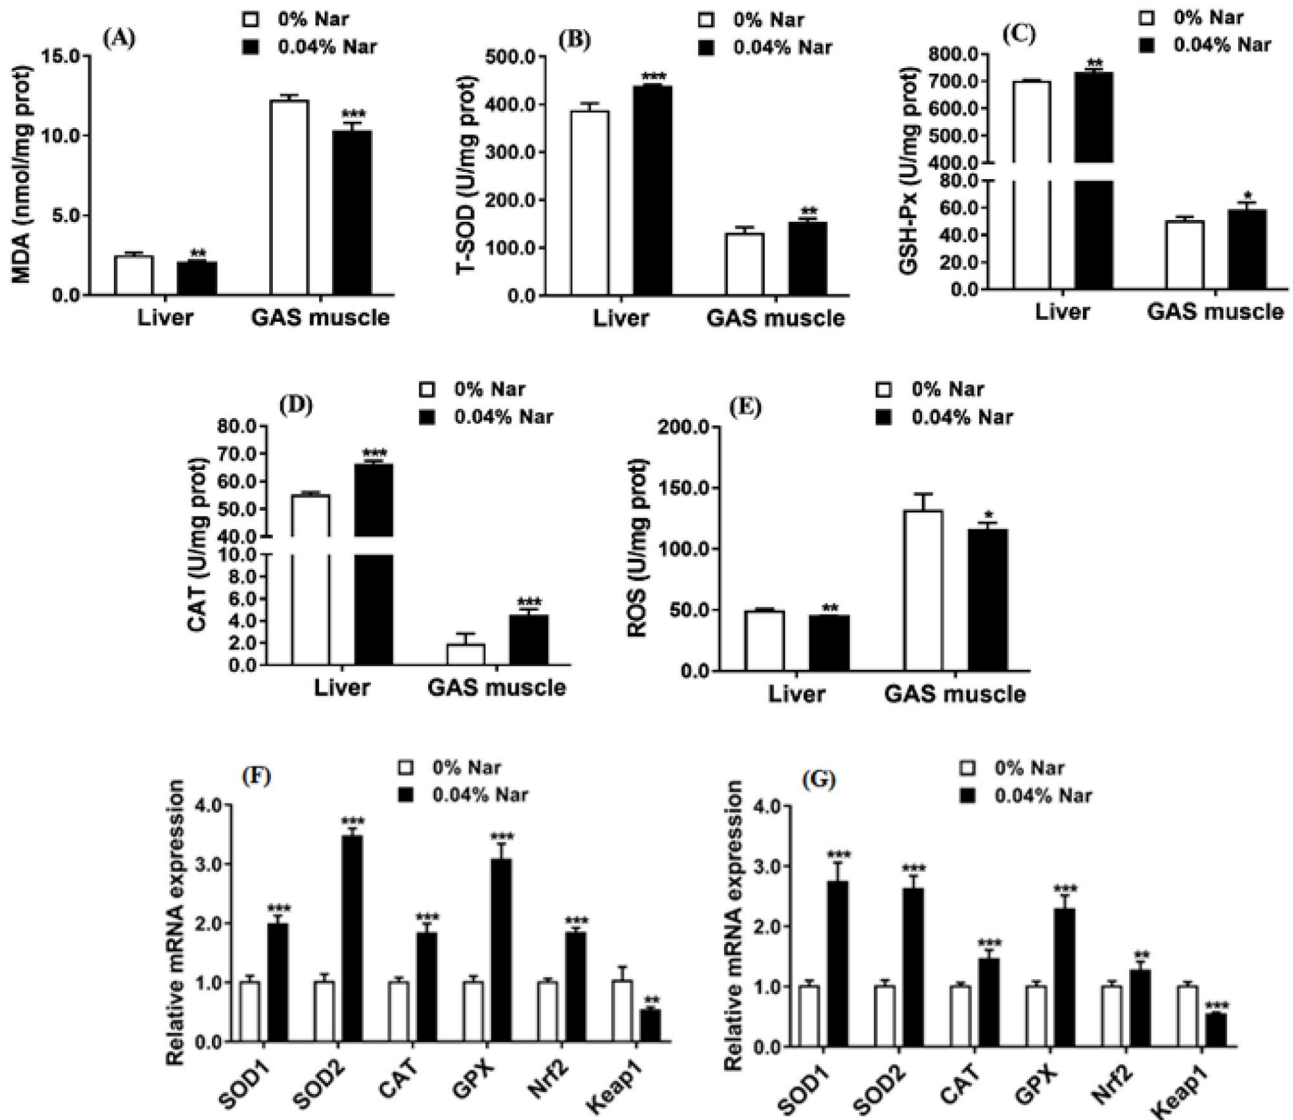 (A)
0% Nar
0.04% Nar
MDA (nmol/mg prot)
15.0
10.0
5.0
0.0
**
***
Liver
GAS muscle
(B)
0% Nar
0.04% Nar
T-SOD (U/mg prot)
500.0
400.0
300.0
200.0
100.0
0.0
***
**
Liver
GAS muscle
(C)
0% Nar
0.04% Nar
GSH-Px (U/mg prot)
800.0
700.0
600.0
500.0
400.0
80.0
60.0
40.0
20.0
0.0
**
*
Liver
GAS muscle
(D)
0% Nar
0.04% Nar
CAT (U/mg prot)
80.0
70.0
60.0
50.0
40.0
10.0
8.0
6.0
4.0
2.0
0.0
***
***
Liver
GAS muscle
(E)
0% Nar
0.04% Nar
ROS (U/mg prot)
200.0
150.0
100.0
50.0
0.0
**
*
Liver
GAS muscle
(F)
0% Nar
0.04% Nar
Relative mRNA expression
4.0
3.0
2.0
1.0
0.0
***
***
***
***
***
**
SOD1
SOD2
CAT
GPX
Nrf2
Keap1
(G)
0% Nar
0.04% Nar
Relative mRNA expression
4.0
3.0
2.0
1.0
0.0
***
***
***
***
**
***
SOD1
SOD2
CAT
GPX
Nrf2
Keap1